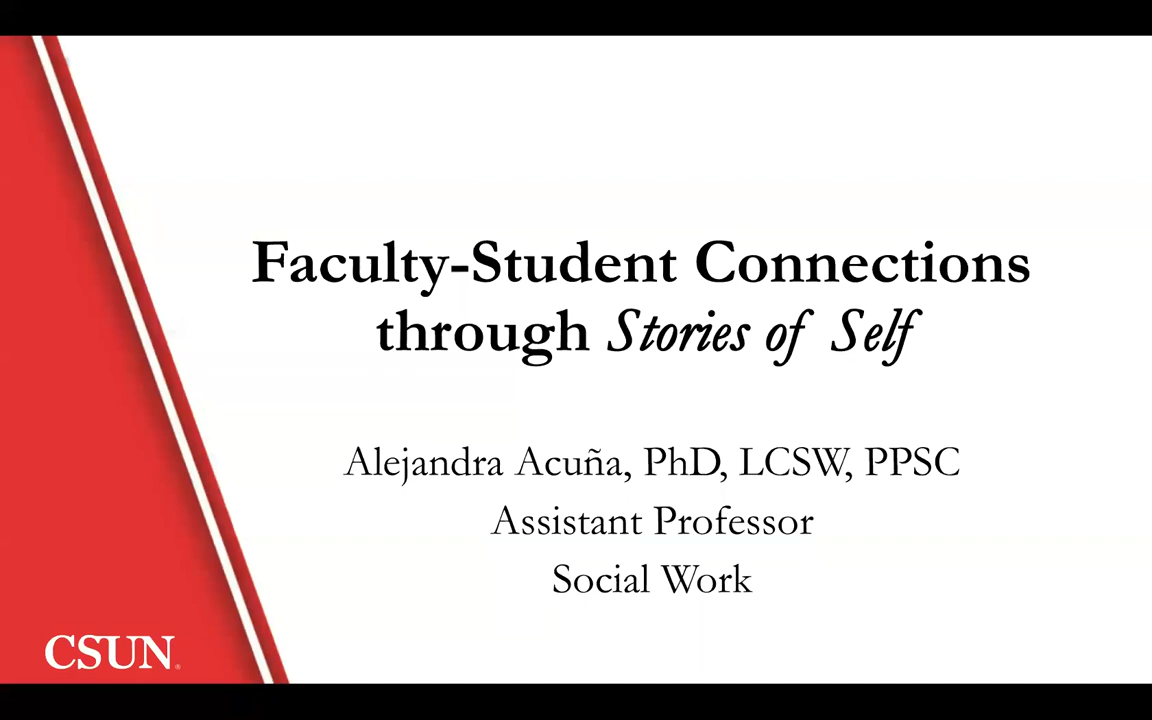 Faculty-Student Connections
through Stories of Self
Alejandra Acuña, PhD, LCSW, PPSC
Assistant Professor
Social Work
CSUN